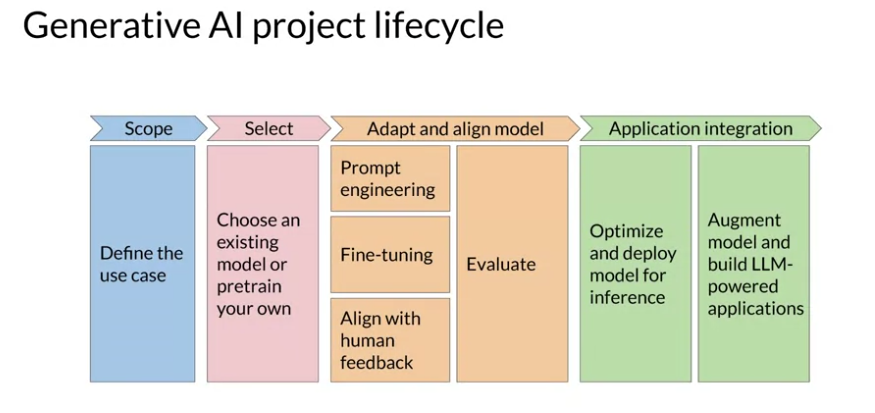 Generative AI project lifecycle
Scope
Select
Adapt and align model
Application integration
Define the
use case
Choose an
existing
model or
pretrain
your own
Prompt
engineering
Fine-tuning
Align with
human
feedback
Evaluate
Optimize
and deploy
model for
inference
Augment
model and
build LLM-
powered
applications